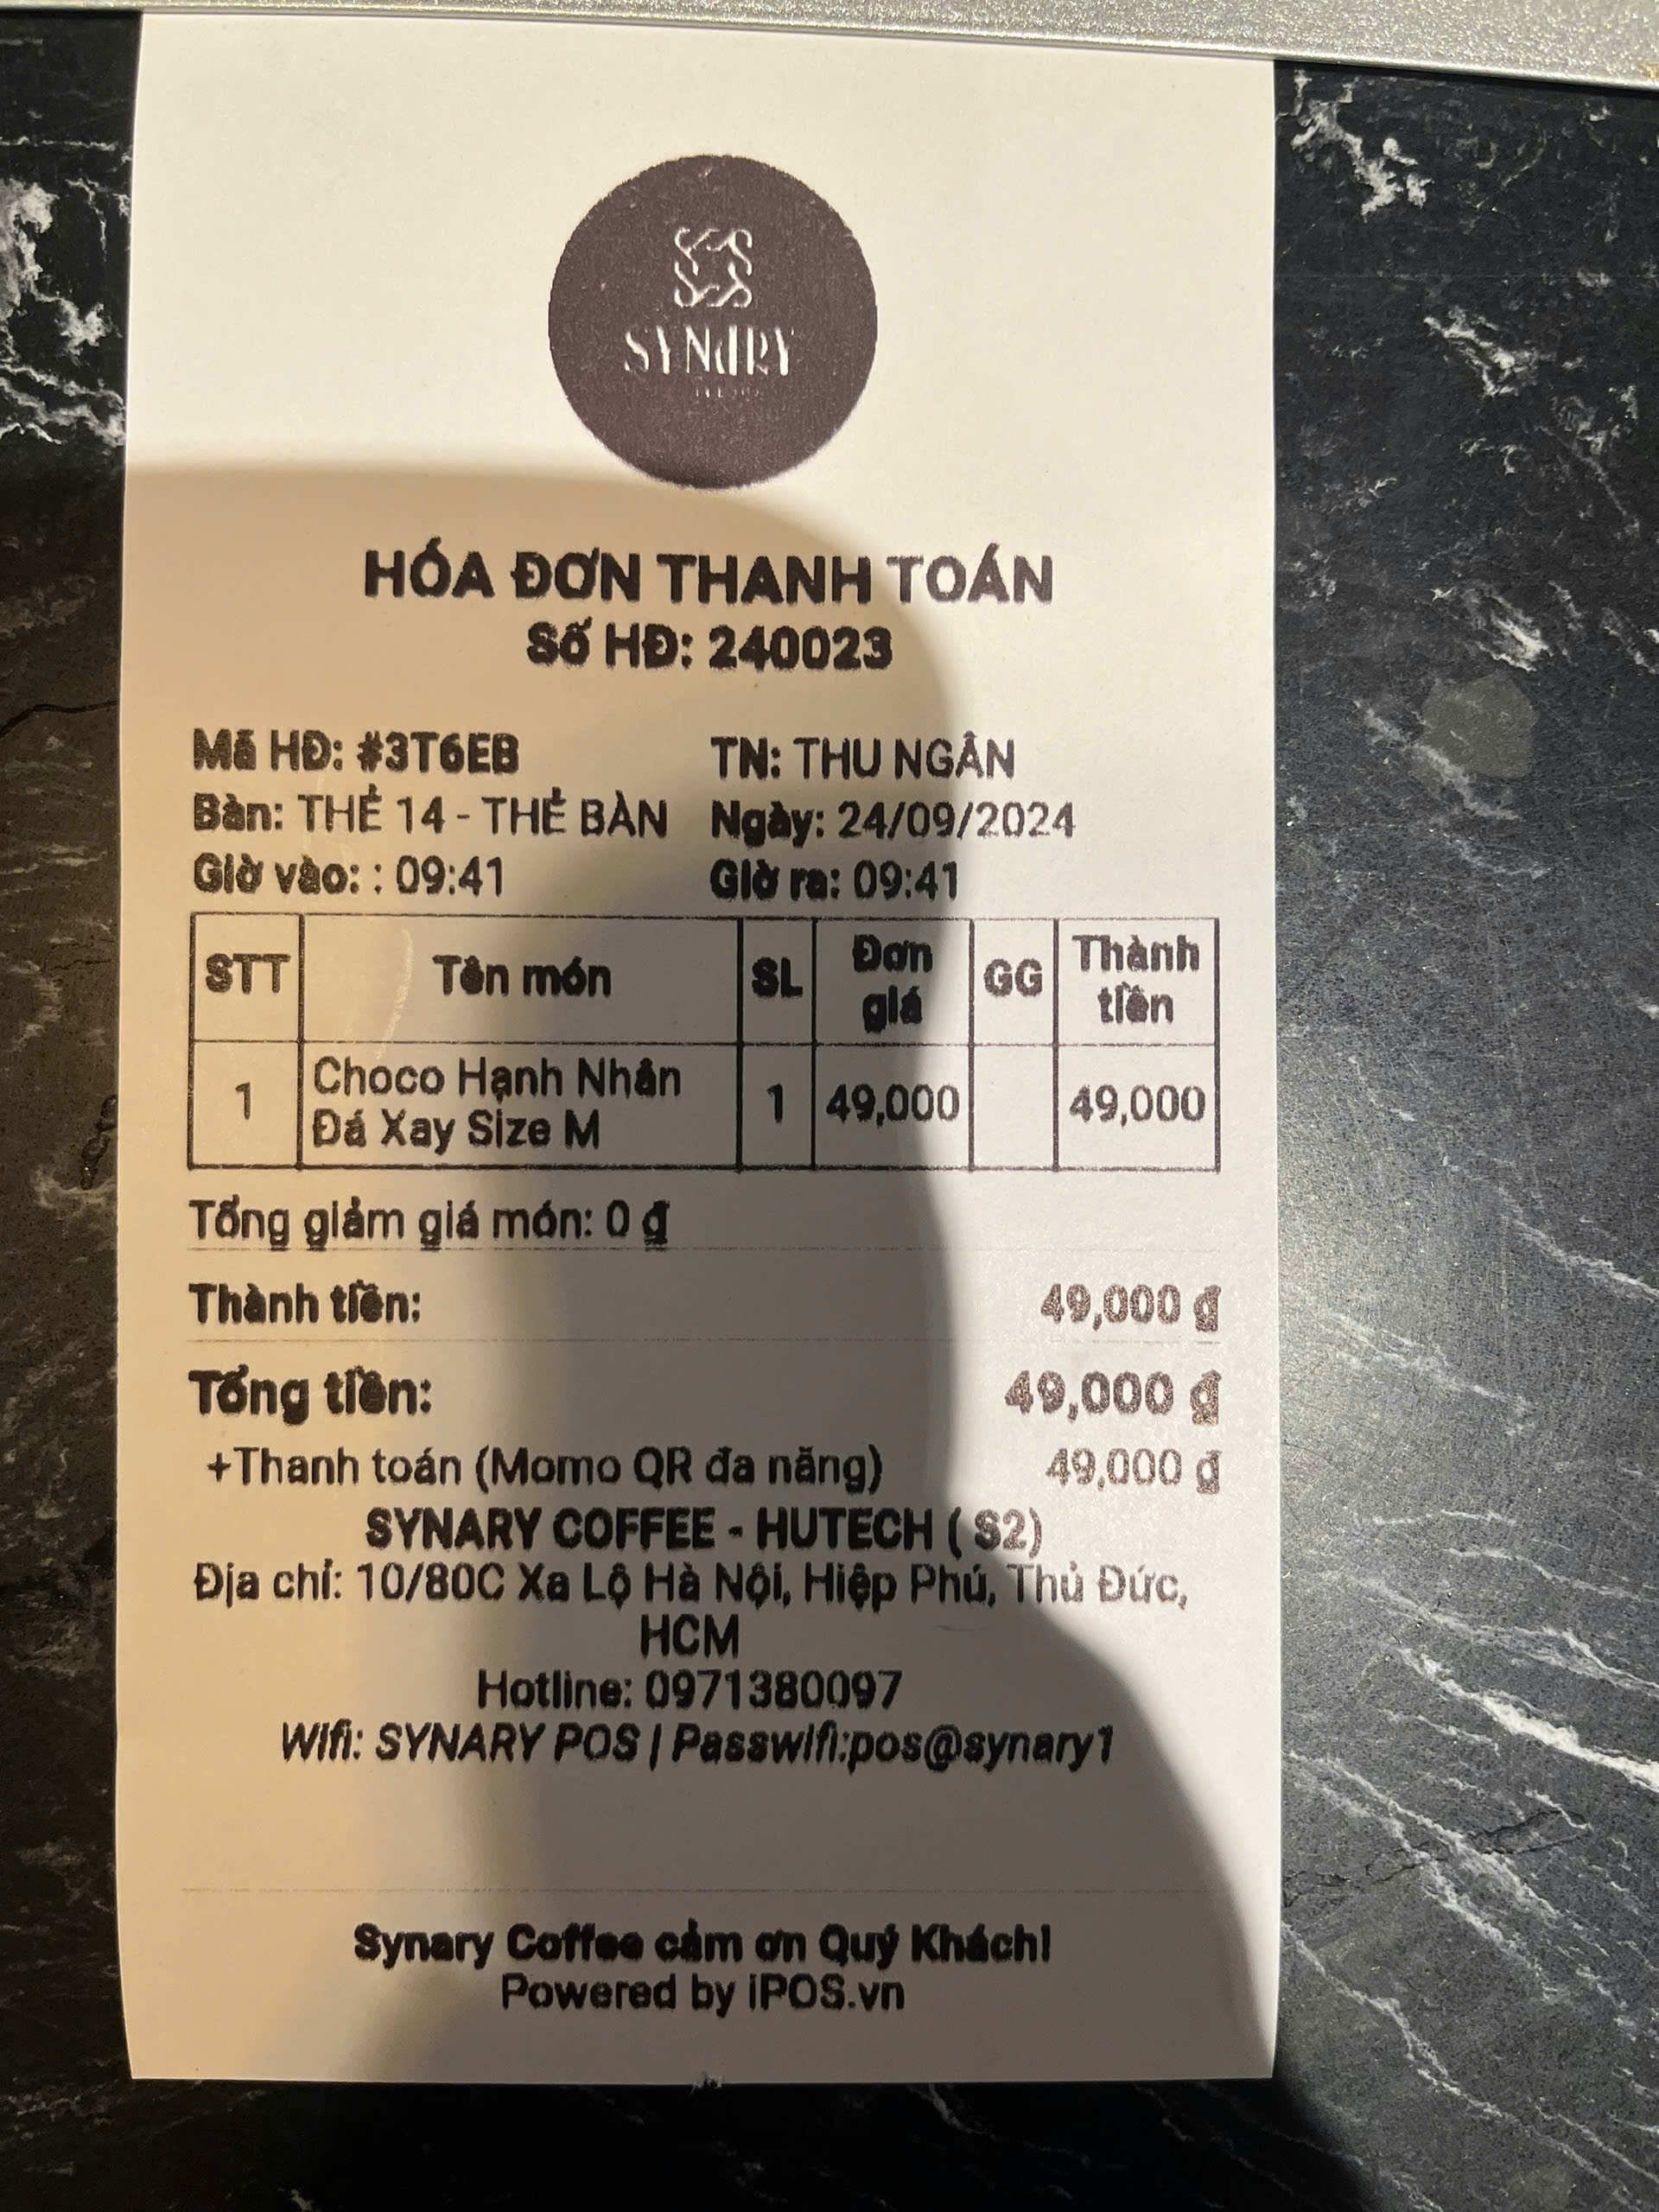 SYNARY
HÓA ĐƠN THANH TOÁN
Số HĐ: 240023
Mã HĐ: #3T6EB TN: THU NGÂN
Bàn: THẺ 14 - THẺ BÀN Ngày: 24/09/2024
Giờ vào: : 09:41 Giờ ra: 09:41
STT Tên món SL Đơn giá GG Thành tiền
1 Choco Hạnh Nhân Đá Xay Size M 1 49,000 49,000
Tổng giảm giá món: 0 ₫
Thành tiền: 49,000 ₫
Tổng tiền: 49,000 ₫
+Thanh toán (Momo QR đa năng) 49,000 ₫
SYNARY COFFEE - HUTECH ( S2)
Địa chỉ: 10/80C Xa Lộ Hà Nội, Hiệp Phú, Thủ Đức,
HCM
Hotline: 0971380097
Wifi: SYNARY POS | Passwifi:pos@synary1
Synary Coffee cảm ơn Quý Khách!
Powered by iPOS.vn